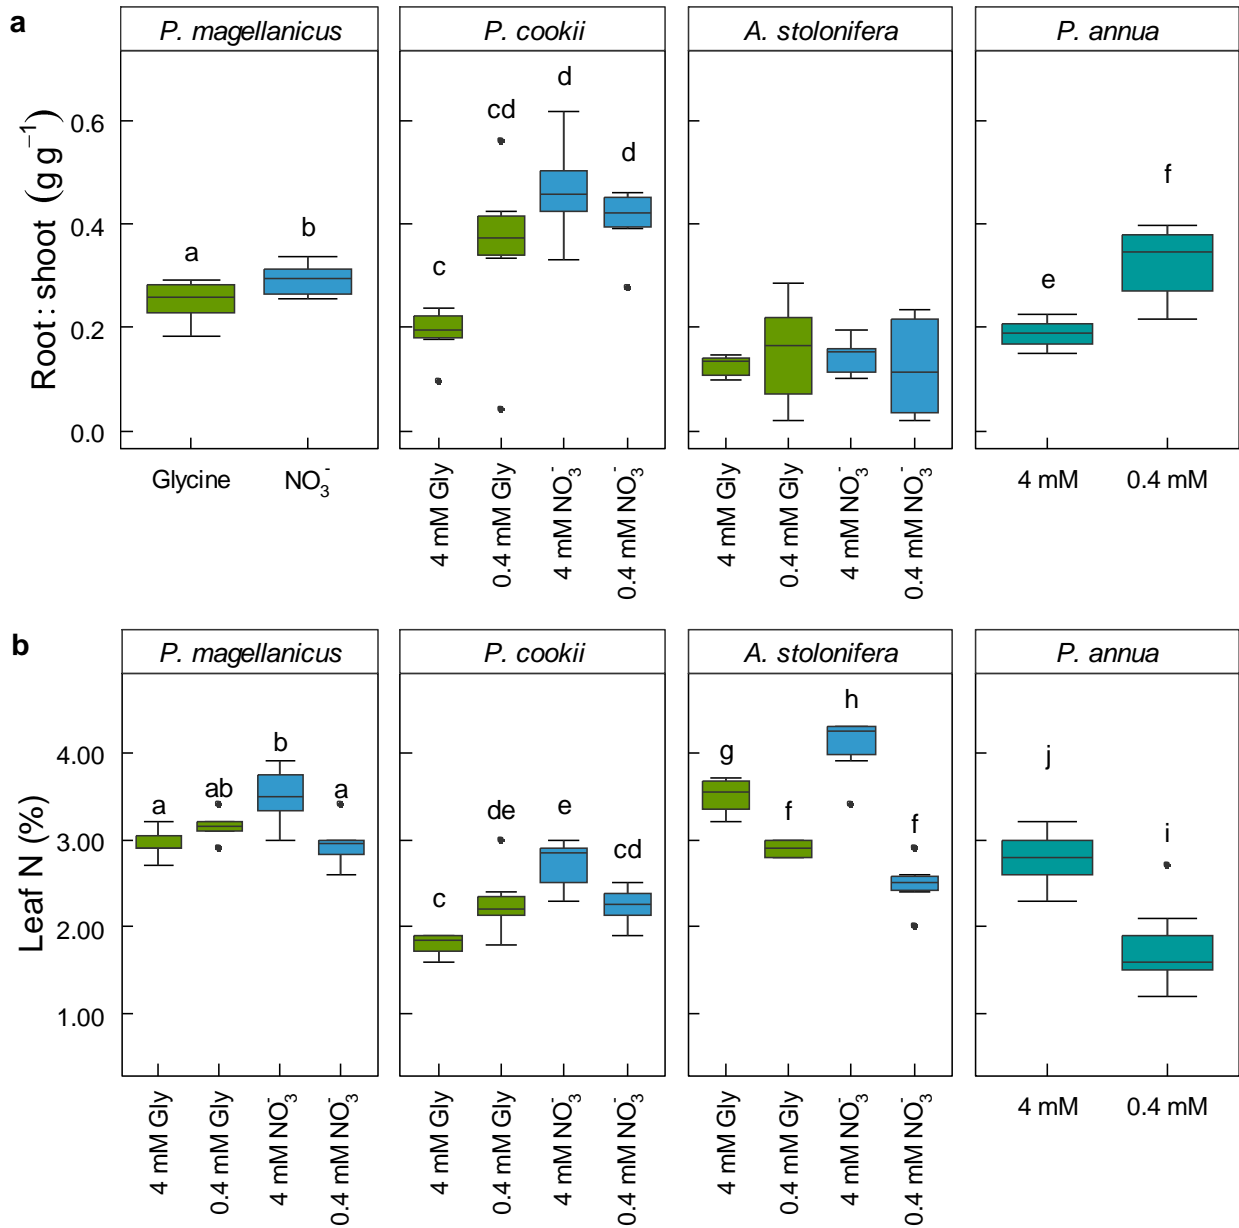 a
P. magellanicus P. cookii A. stolonifera P. annua
Root: shoot (g g⁻¹)
0.6
0.4
0.2
0.0
a b
c cd d d
e f
Glycine NO₃⁻
4 mM Gly 0.4 mM Gly 4 mM NO₃⁻ 0.4 mM NO₃⁻
4 mM Gly 0.4 mM Gly 4 mM NO₃⁻ 0.4 mM NO₃⁻
4 mM 0.4 mM
b
P. magellanicus P. cookii A. stolonifera P. annua
Leaf N (%)
4.00
3.00
2.00
1.00
a ab b a
c de e cd
g f h f
j i
4 mM Gly 0.4 mM Gly 4 mM NO₃⁻ 0.4 mM NO₃⁻
4 mM Gly 0.4 mM Gly 4 mM NO₃⁻ 0.4 mM NO₃⁻
4 mM Gly 0.4 mM Gly 4 mM NO₃⁻ 0.4 mM NO₃⁻
4 mM 0.4 mM